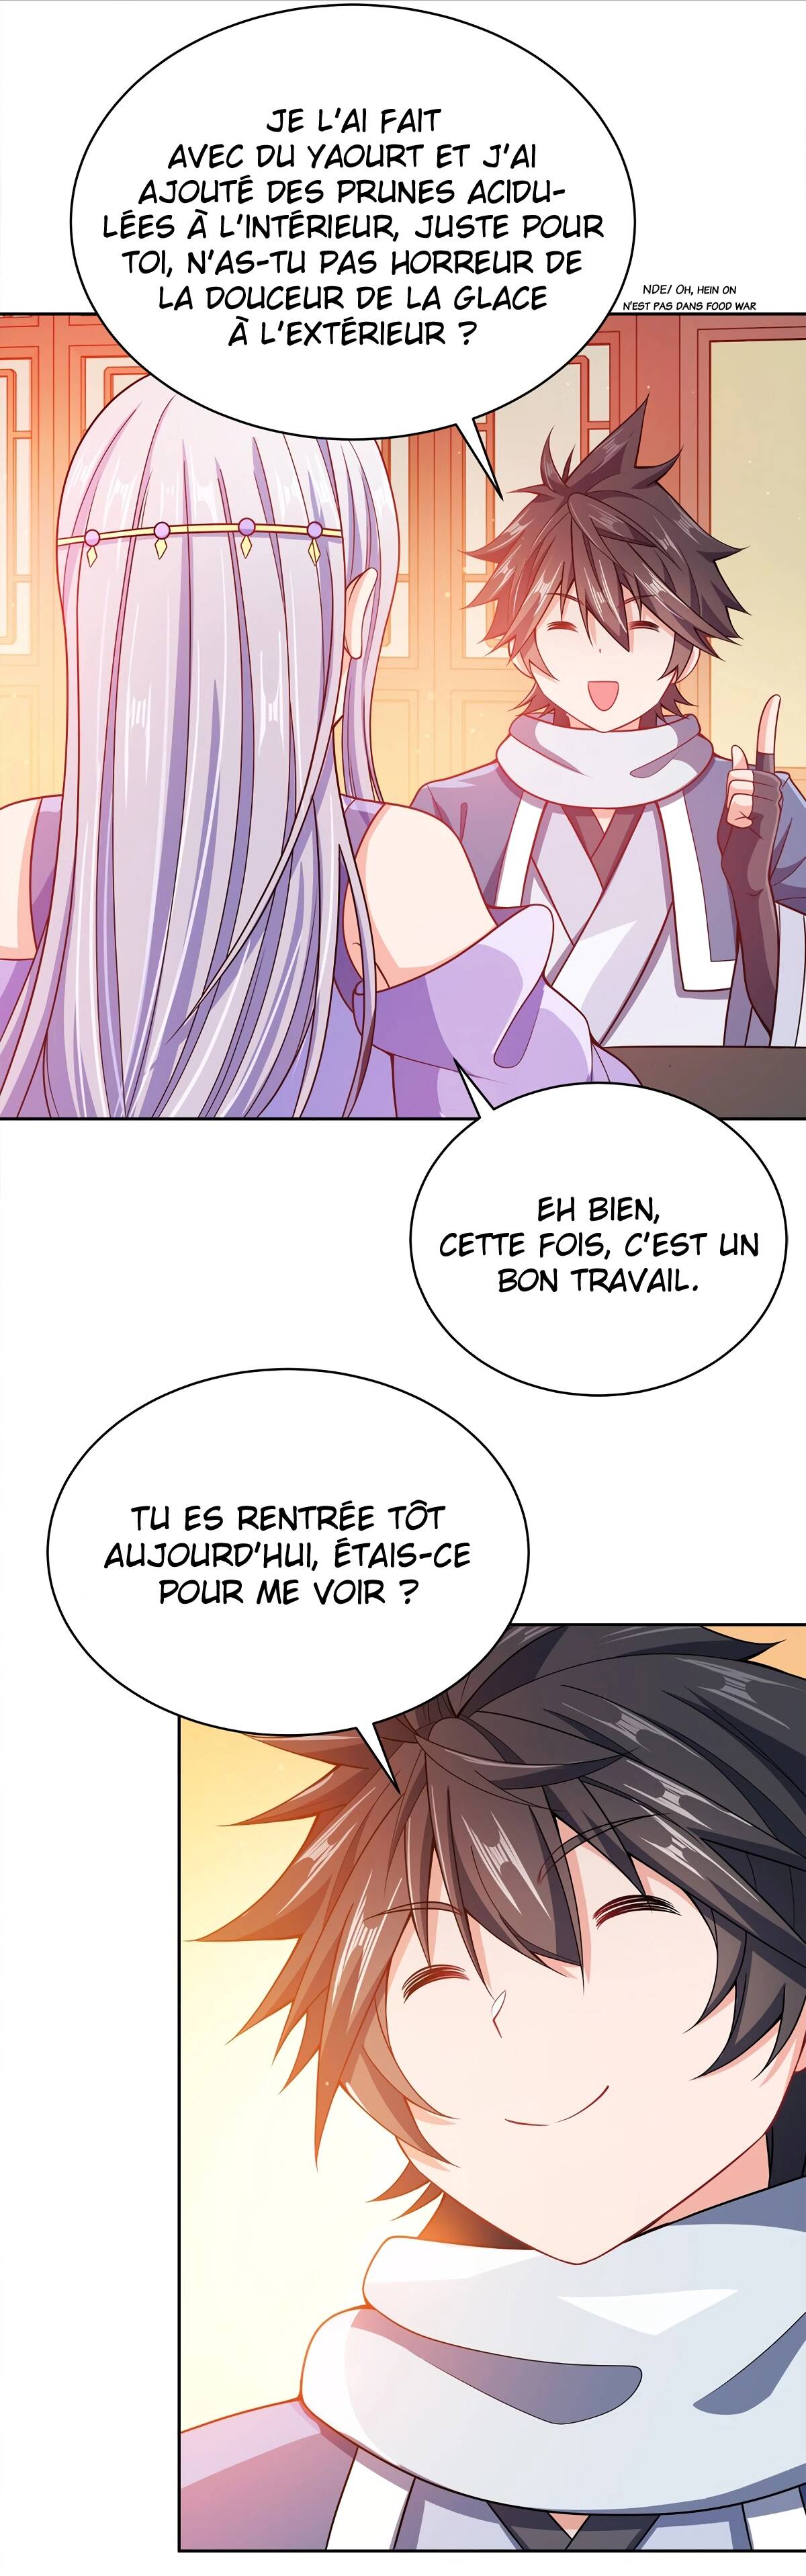 JE L'AI FAIT
AVEC DU YAOURT ET J'AI
AJOUTÉ DES PRUNES ACIDU-
LÉES À L'INTÉRIEUR, JUSTE POUR
TOI, N'AS-TU PAS HORREUR DE
LA DOUCEUR DE LA GLACE
À L'EXTÉRIEUR ?
NDE/ OH, HEIN ON
N'EST PAS DANS FOOD WAR
EH BIEN,
CETTE FOIS, C'EST UN
BON TRAVAIL.
TU ES RENTRÉE TÔT
AUJOURD'HUI, ÉTAIS-CE
POUR ME VOIR ?